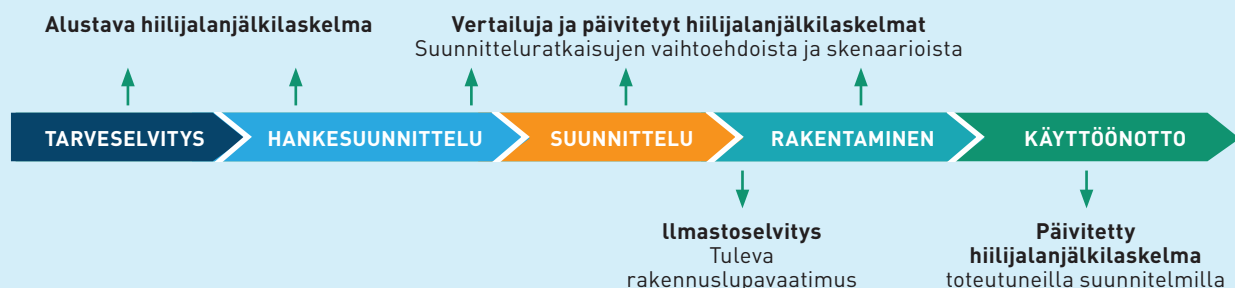 Alustava hiilijalanjälkilaskelma
Vertailuja ja päivitetyt hiilijalanjälkilaskelmat
Suunnitteluratkaisujen vaihtoehdoista ja skenaarioista
TARVESELVITYS
HANKESUUNNITTELU
SUUNNITTELU
RAKENTAMINEN
KÄYTTÖÖNOTTO
Ilmastoselvitys
Tuleva
rakennuslupavaatimus
Päivitetty
hiilijalanjälkilaskelma
toteutuneilla suunnitelmilla